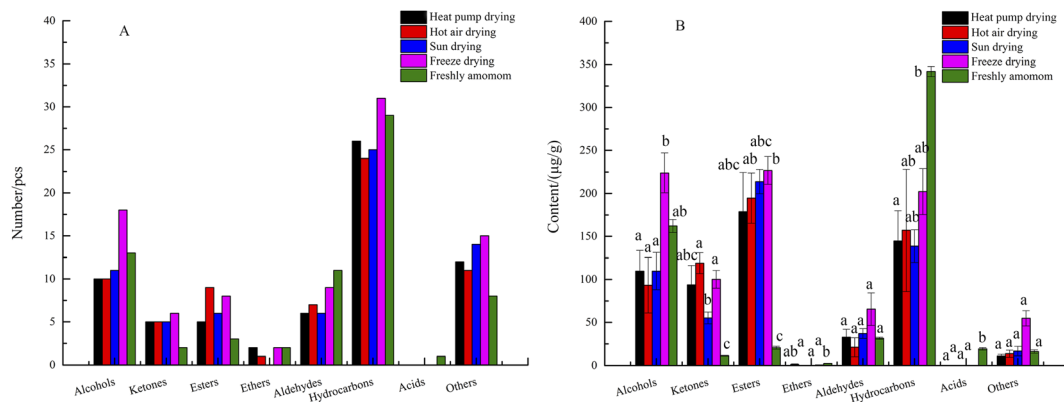 A
Heat pump drying
Hot air drying
Sun drying
Freeze drying
Freshly amomom
Number/pcs
40
35
30
25
20
15
10
5
0
Alcohols
Ketones
Esters
Ethers
Aldehydes
Hydrocarbons
Acids
Others
B
Heat pump drying
Hot air drying
Sun drying
Freeze drying
Freshly amomom
Content/(μg/g)
400
350
300
250
200
150
100
50
0
a a a b ab
abc a b a c
abc ab a abc b
ab a a b
a a a a a
a ab ab ab b
a a a a b
a a a a a
Alcohols
Ketones
Esters
Ethers
Aldehydes
Hydrocarbons
Acids
Others